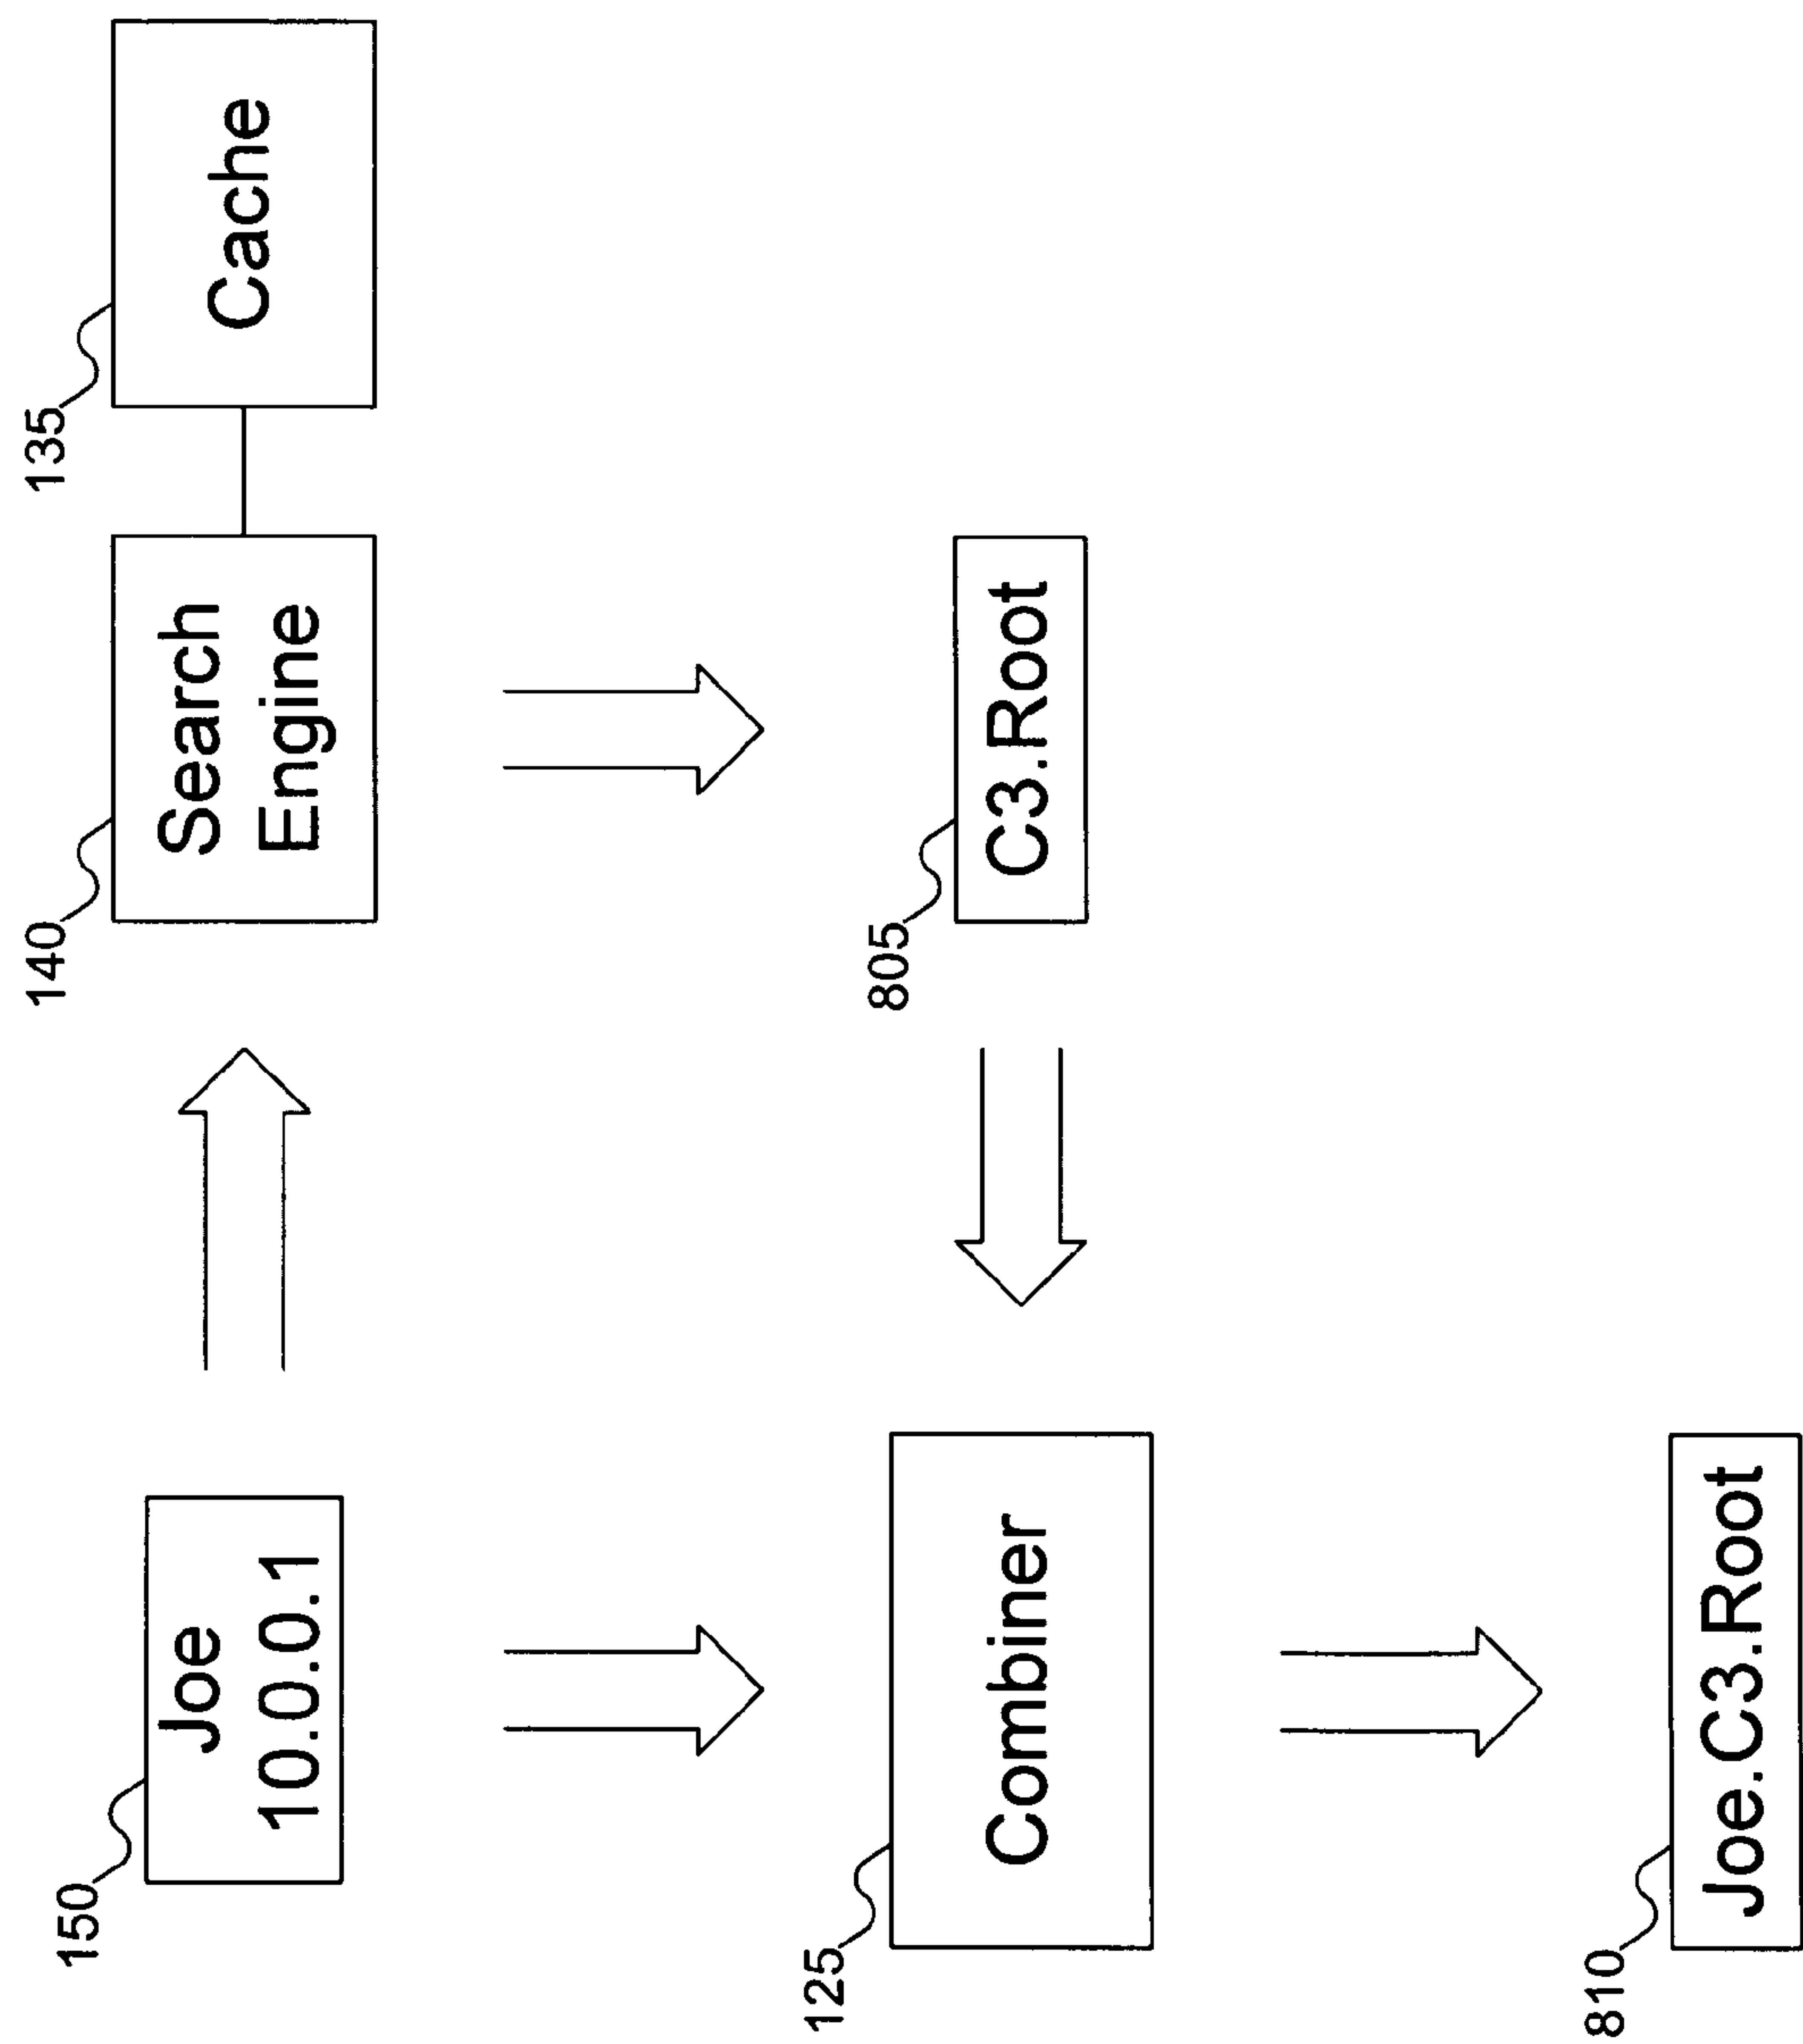 150
Joe
10.0.0.1
140
Search
Engine
135
Cache
125
Combiner
805
C3.Root
810
Joe.C3.Root